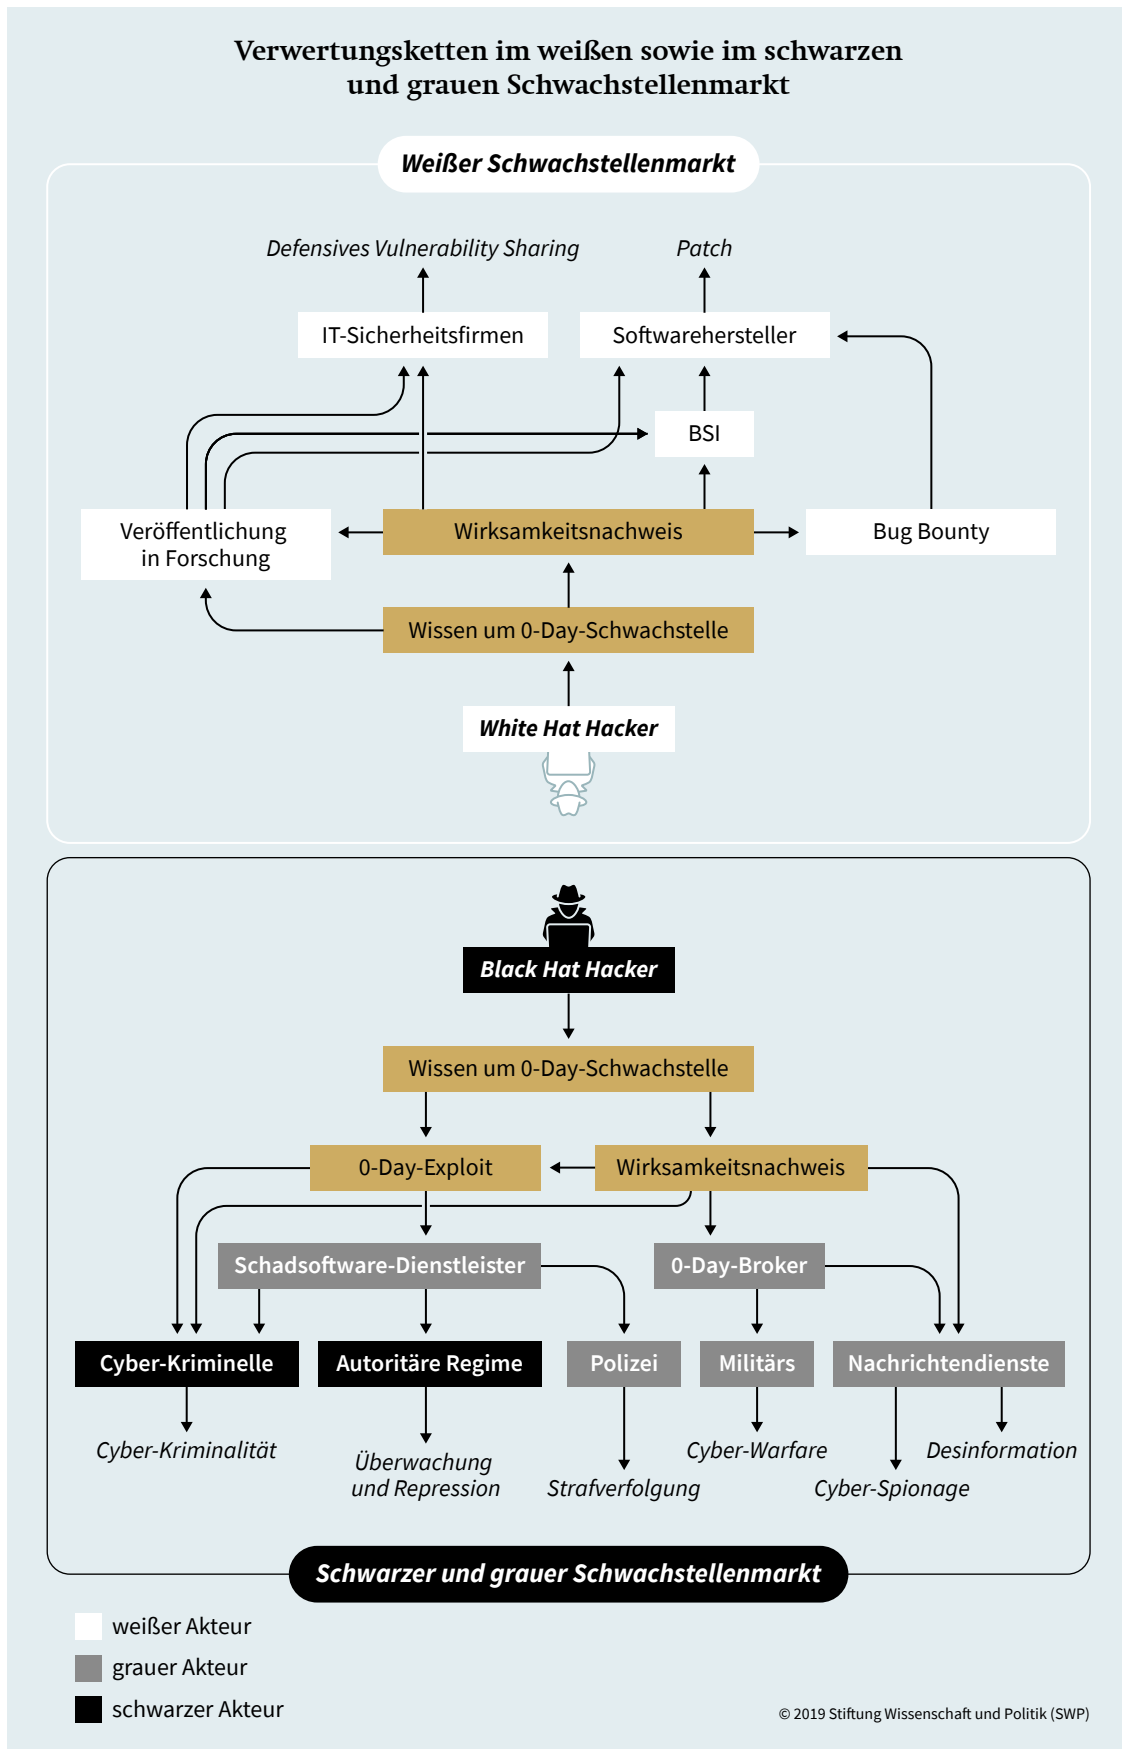 Verwertungsketten im weißen sowie im schwarzen
und grauen Schwachstellenmarkt
Weißer Schwachstellenmarkt
Defensives Vulnerability Sharing
Patch
IT-Sicherheitsfirmen
Softwarehersteller
BSI
Veröffentlichung
in Forschung
Wirksamkeitsnachweis
Bug Bounty
Wissen um 0-Day-Schwachstelle
White Hat Hacker
Black Hat Hacker
Wissen um 0-Day-Schwachstelle
0-Day-Exploit
Wirksamkeitsnachweis
Schadsoftware-Dienstleister
0-Day-Broker
Cyber-Kriminelle
Autoritäre Regime
Polizei
Militärs
Nachrichtendienste
Cyber-Kriminalität
Überwachung
und Repression
Strafverfolgung
Cyber-Warfare
Cyber-Spionage
Desinformation
Schwarzer und grauer Schwachstellenmarkt
weißer Akteur
grauer Akteur
schwarzer Akteur
© 2019 Stiftung Wissenschaft und Politik (SWP)